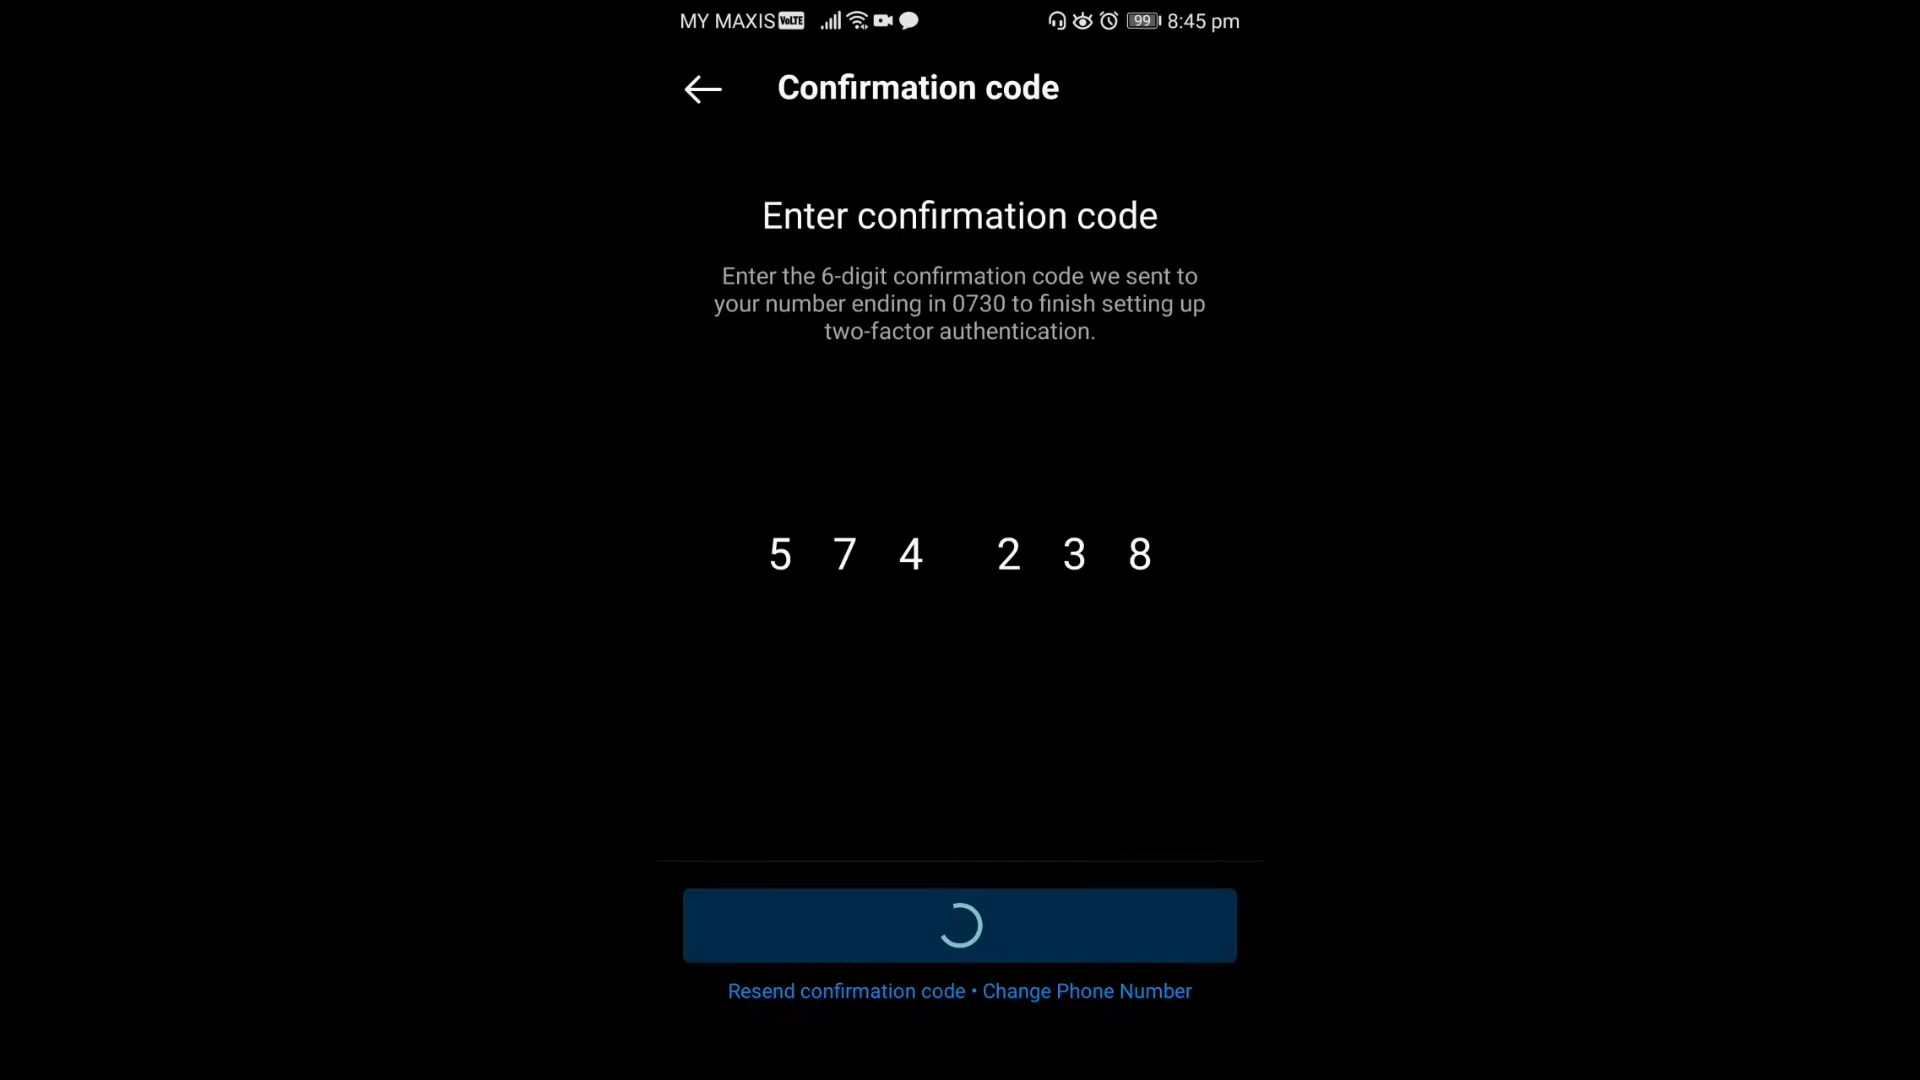 MY MAXIS VoLTE 99 8:45 pm
Confirmation code
Enter confirmation code
Enter the 6-digit confirmation code we sent to
your number ending in 0730 to finish setting up
two-factor authentication.
5 7 4 2 3 8
Resend confirmation code • Change Phone Number